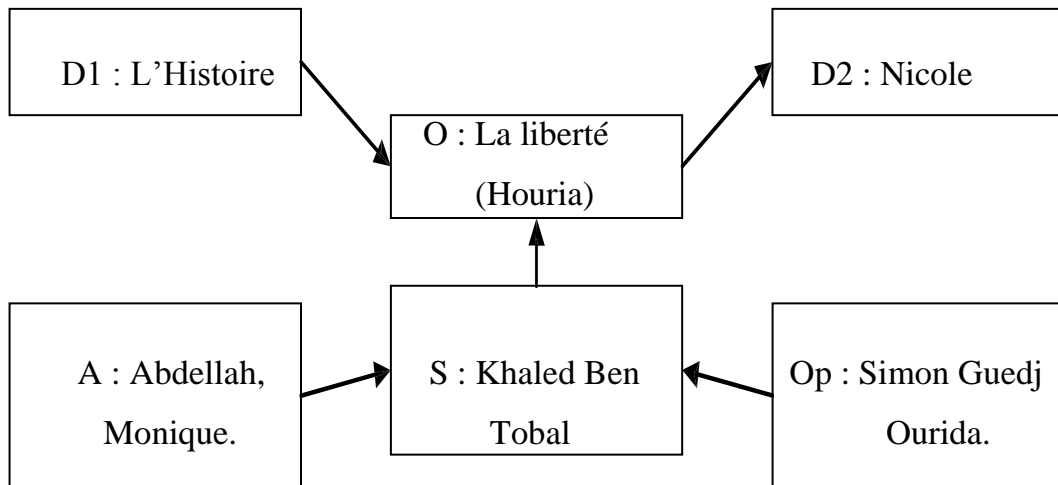 D1 : L’Histoire
D2 : Nicole
O : La liberté
(Houria)
A : Abdellah,
Monique.
S : Khaled Ben
Tobal
Op : Simon Guedj
Ourida.